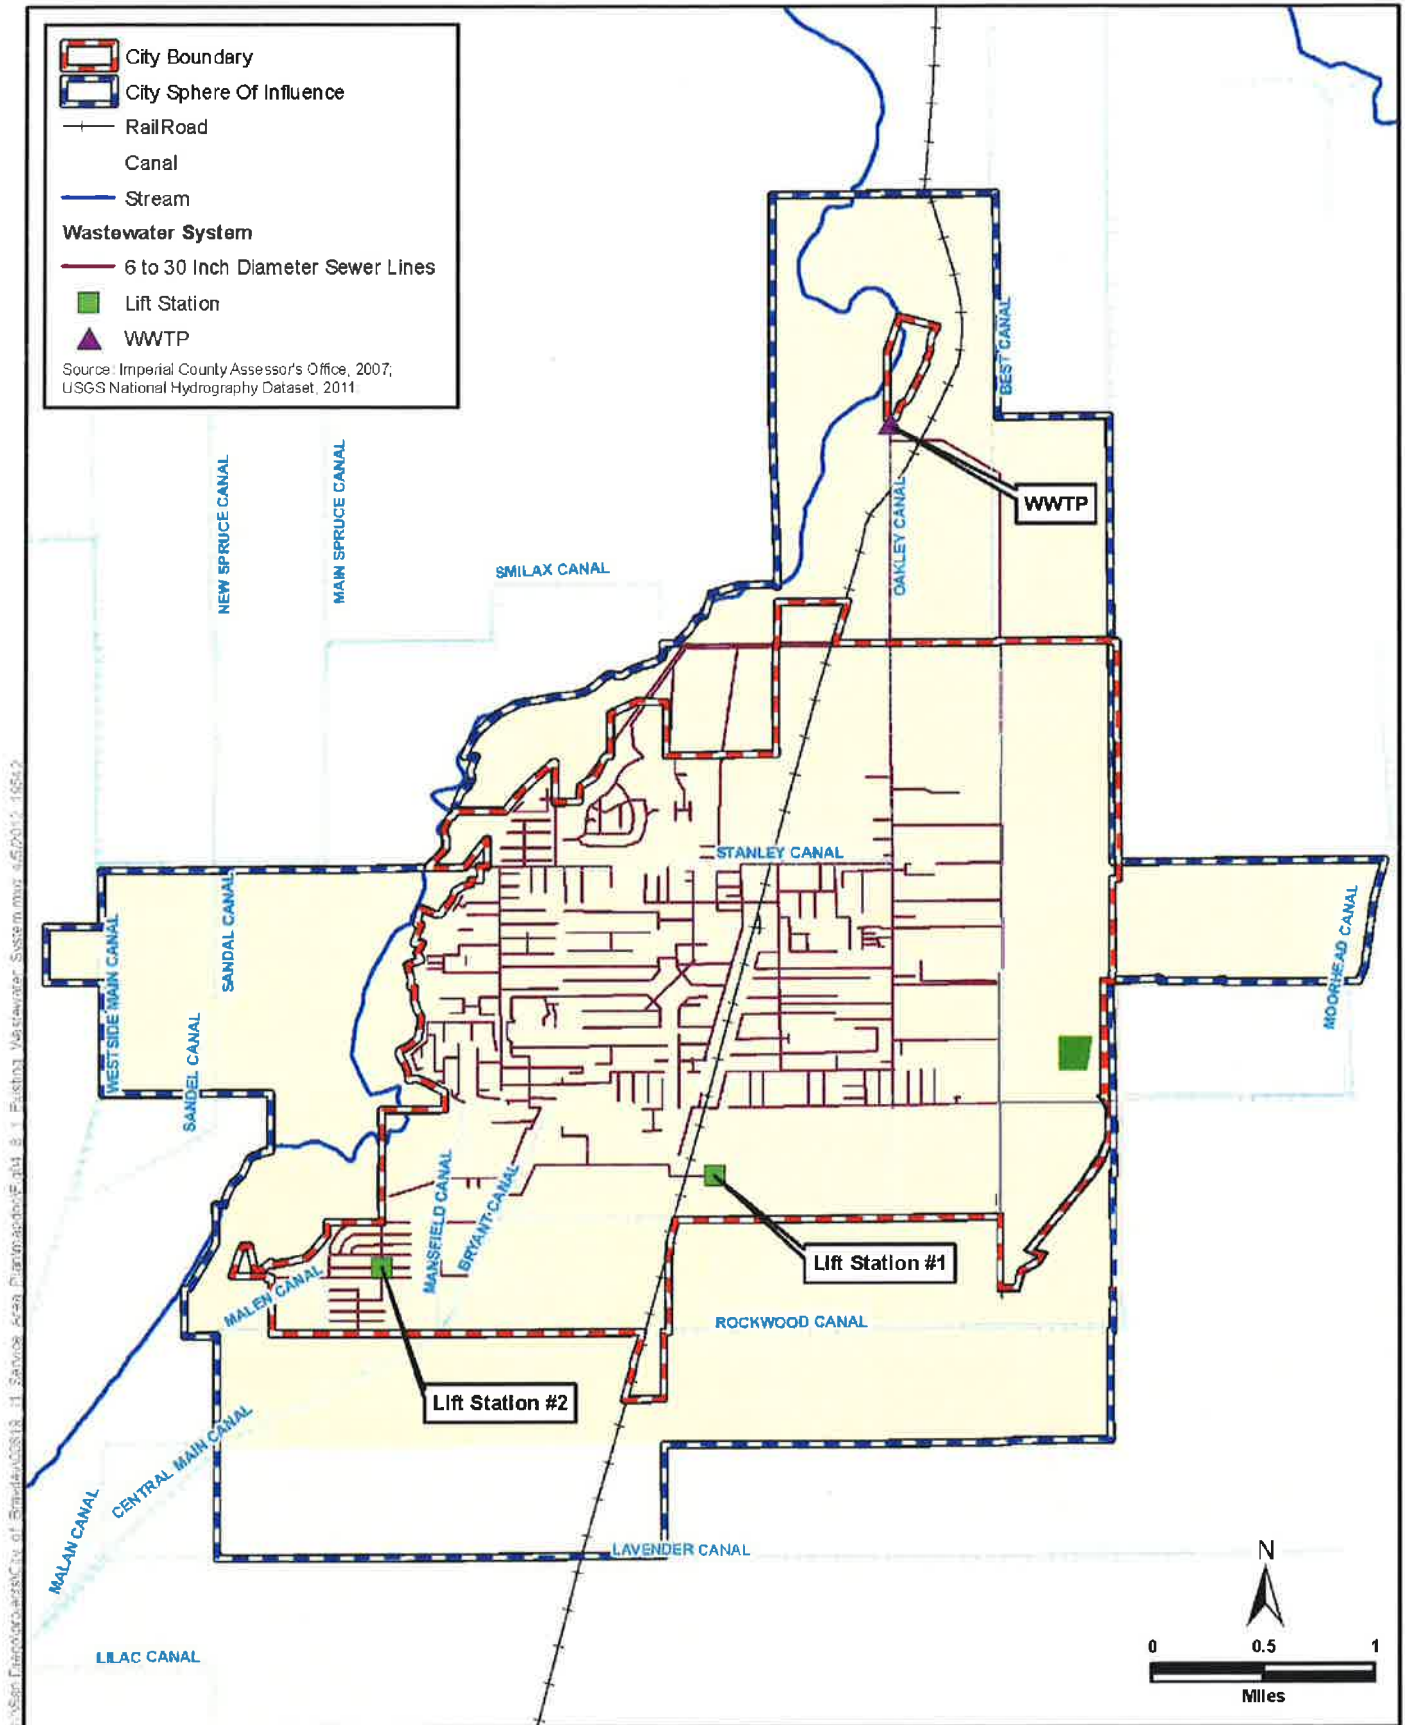 City Boundary
City Sphere Of Influence
RailRoad
Canal
Stream
Wastewater System
6 to 30 Inch Diameter Sewer Lines
Lift Station
WWTP
Source: Imperial County Assessor's Office, 2007;
USGS National Hydrography Dataset, 2011.
BEST CANAL
NEW SPRUCE CANAL
MAIN SPRUCE CANAL
WWTP
OAKLEY CANAL
SMILAX CANAL
STANLEY CANAL
WESTSIDE MAIN CANAL
SANDAL CANAL
MOORHEAD CANAL
SANDEL CANAL
MANSFIELD CANAL
BRYANT CANAL
Lift Station #1
MALEN CANAL
ROCKWOOD CANAL
Lift Station #2
CENTRAL MAIN CANAL
MALAN CANAL
LAVENDER CANAL
N
LILAC CANAL
0 0.5 1
Miles